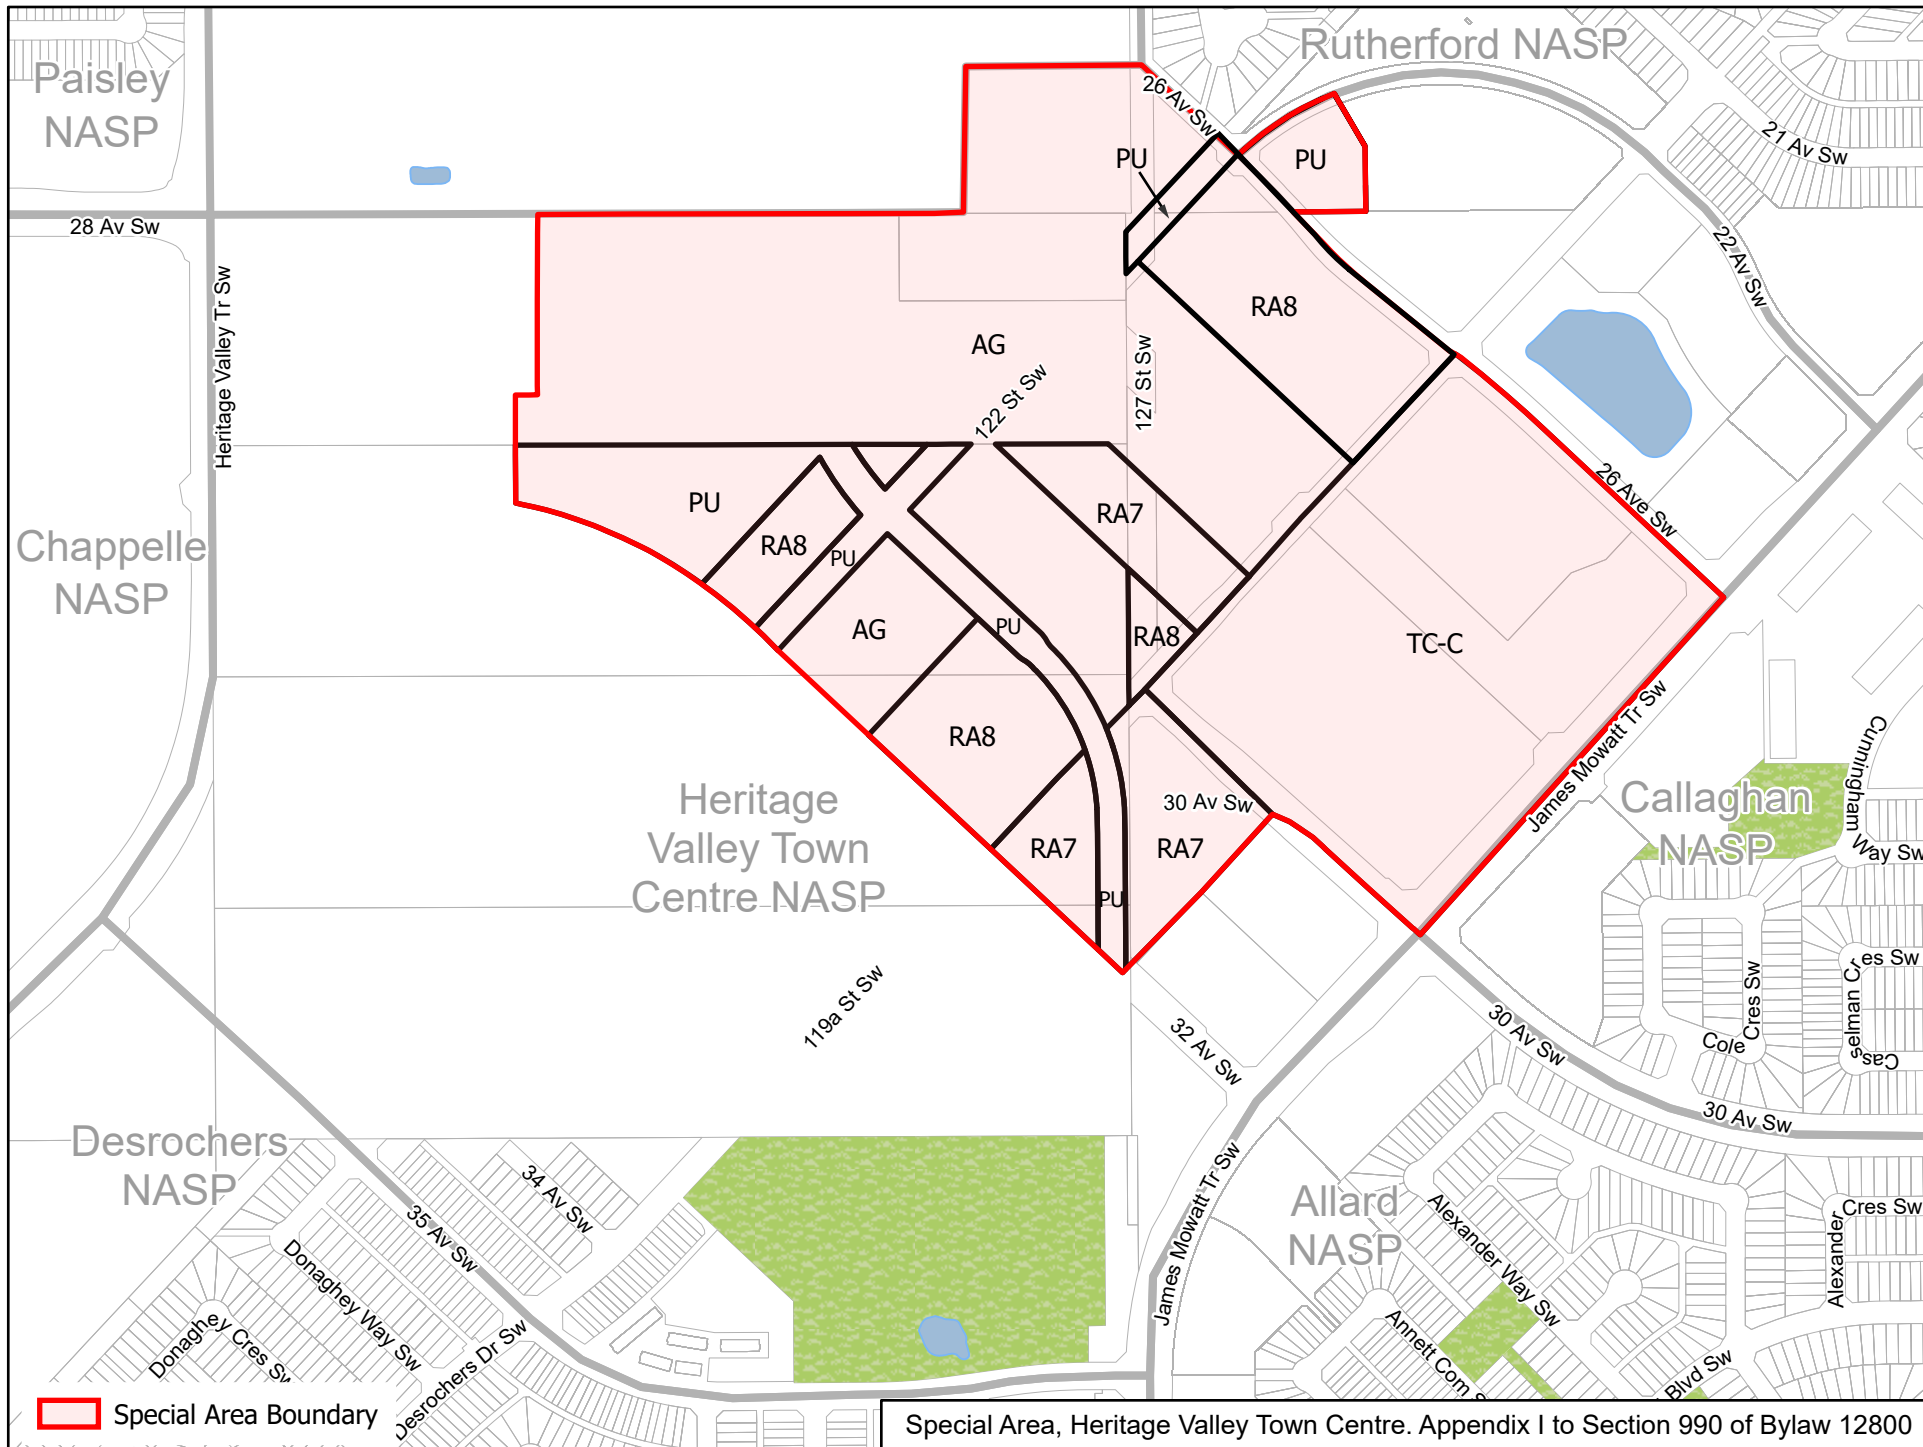 Rutherford NASP
Paisley
NASP
26 Av Sw
PU
PU
21 Av Sw
28 Av Sw
22 Av Sw
Heritage Valley Tr Sw
RA8
AG
127 St Sw
122 St Sw
PU
RA7
26 Ave Sw
Chappelle
NASP
RA8
PU
AG
PU
RA8
TC-C
RA8
James Mowatt Tr Sw
Cunningham Way Sw
Heritage
Valley Town
Centre NASP
30 Av Sw
Callaghan
NASP
RA7
RA7
PU
Casselman Cres Sw
Cole Cres Sw
119a St Sw
32 Av Sw
30 Av Sw
30 Av Sw
Desrochers
NASP
34 Av Sw
35 Av Sw
James Mowatt Tr Sw
Allard
NASP
Alexander Way Sw
Alexander Cres Sw
Donaghey Way Sw
Donaghey Cres Sw
Desrochers Dr Sw
Annett Com
Blvd Sw
Special Area Boundary
Special Area, Heritage Valley Town Centre. Appendix I to Section 990 of Bylaw 12800